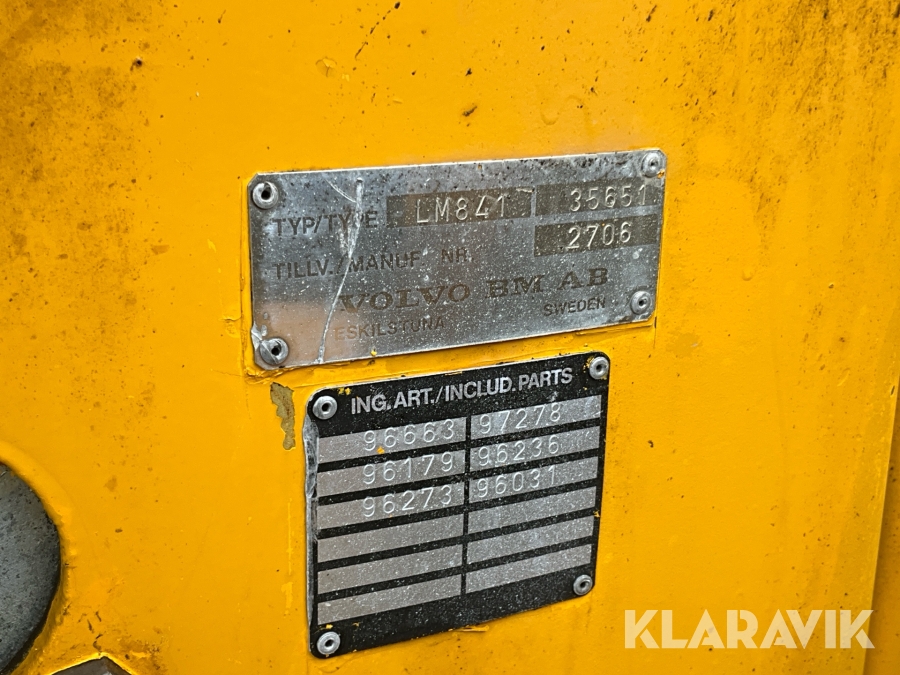 TYP/TYPE LM841 35651
TILLV./MANUF. NR. 2706
VOLVO BM AB
ESKILSTUNA SWEDEN
ING.ART./INCLUD.PARTS
96663 97278
96179 96236
96273 96031
KLARAVIK